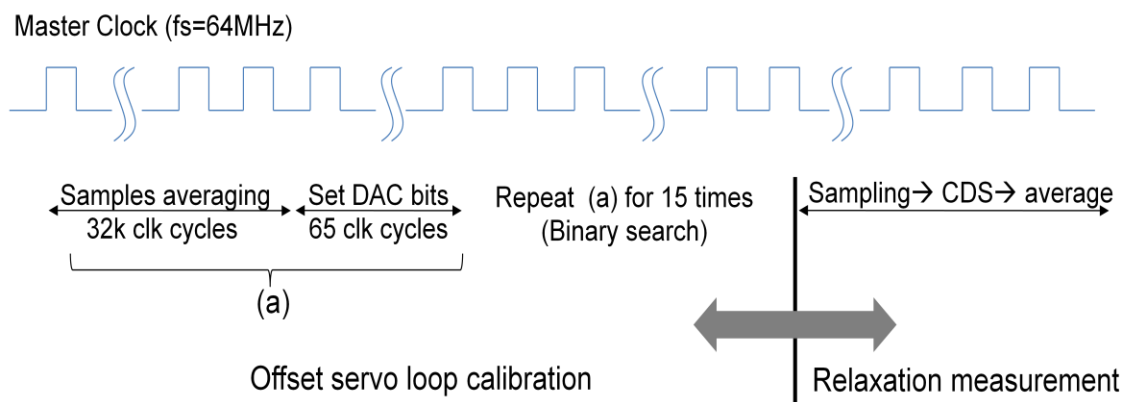 Master Clock (fs=64MHz)
Samples averaging
32k clk cycles
Set DAC bits
65 clk cycles
(a)
Repeat (a) for 15 times
(Binary search)
Sampling→ CDS→ average
Offset servo loop calibration
Relaxation measurement